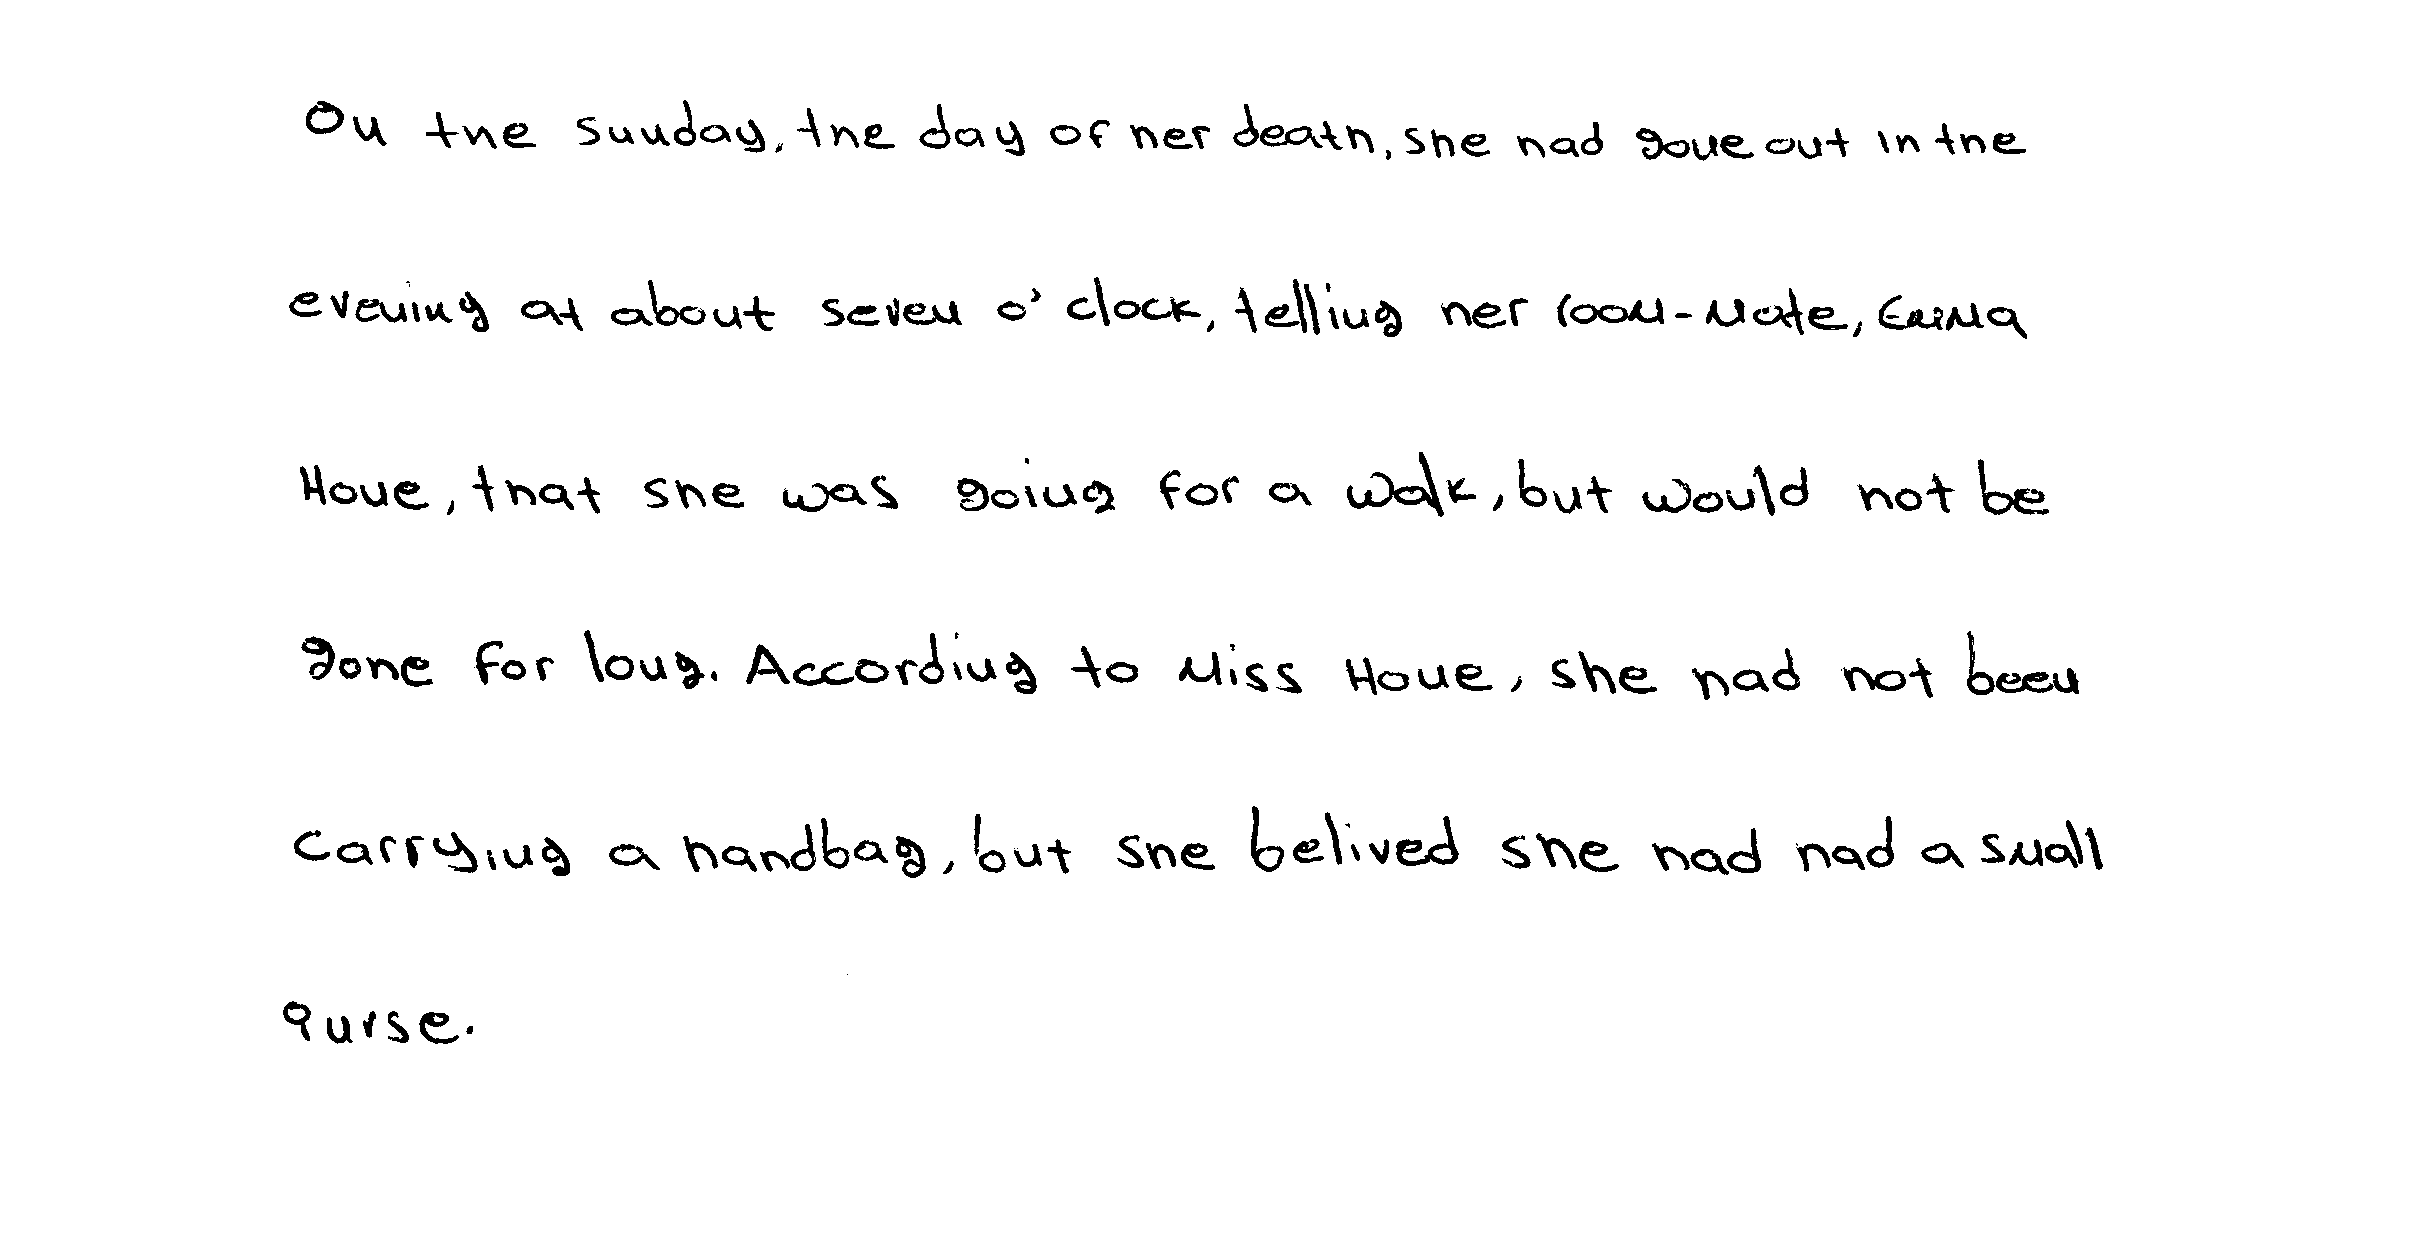 On the Sunday, the day of her death, she had gone out in the
evening at about seven o' clock, telling her room-mate, Emma
Hone, that she was going for a walk, but would not be
gone for long. According to Miss Hone, she had not been
carrying a handbag, but she belived she had had a small
purse.